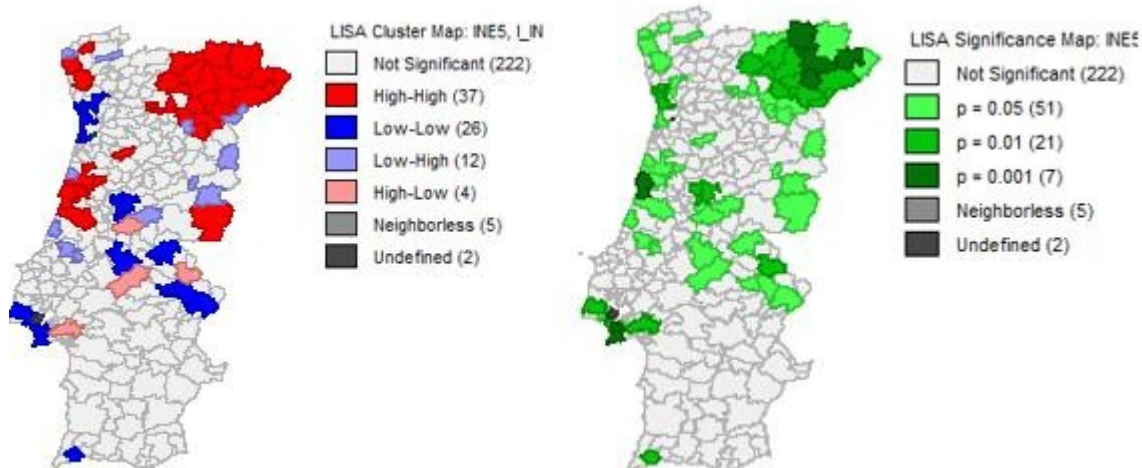 LISA Cluster Map: INE5, I_IN
Not Significant (222)
High-High (37)
Low-Low (26)
Low-High (12)
High-Low (4)
Neighborless (5)
Undefined (2)
LISA Significance Map: INE5
Not Significant (222)
p = 0.05 (51)
p = 0.01 (21)
p = 0.001 (7)
Neighborless (5)
Undefined (2)